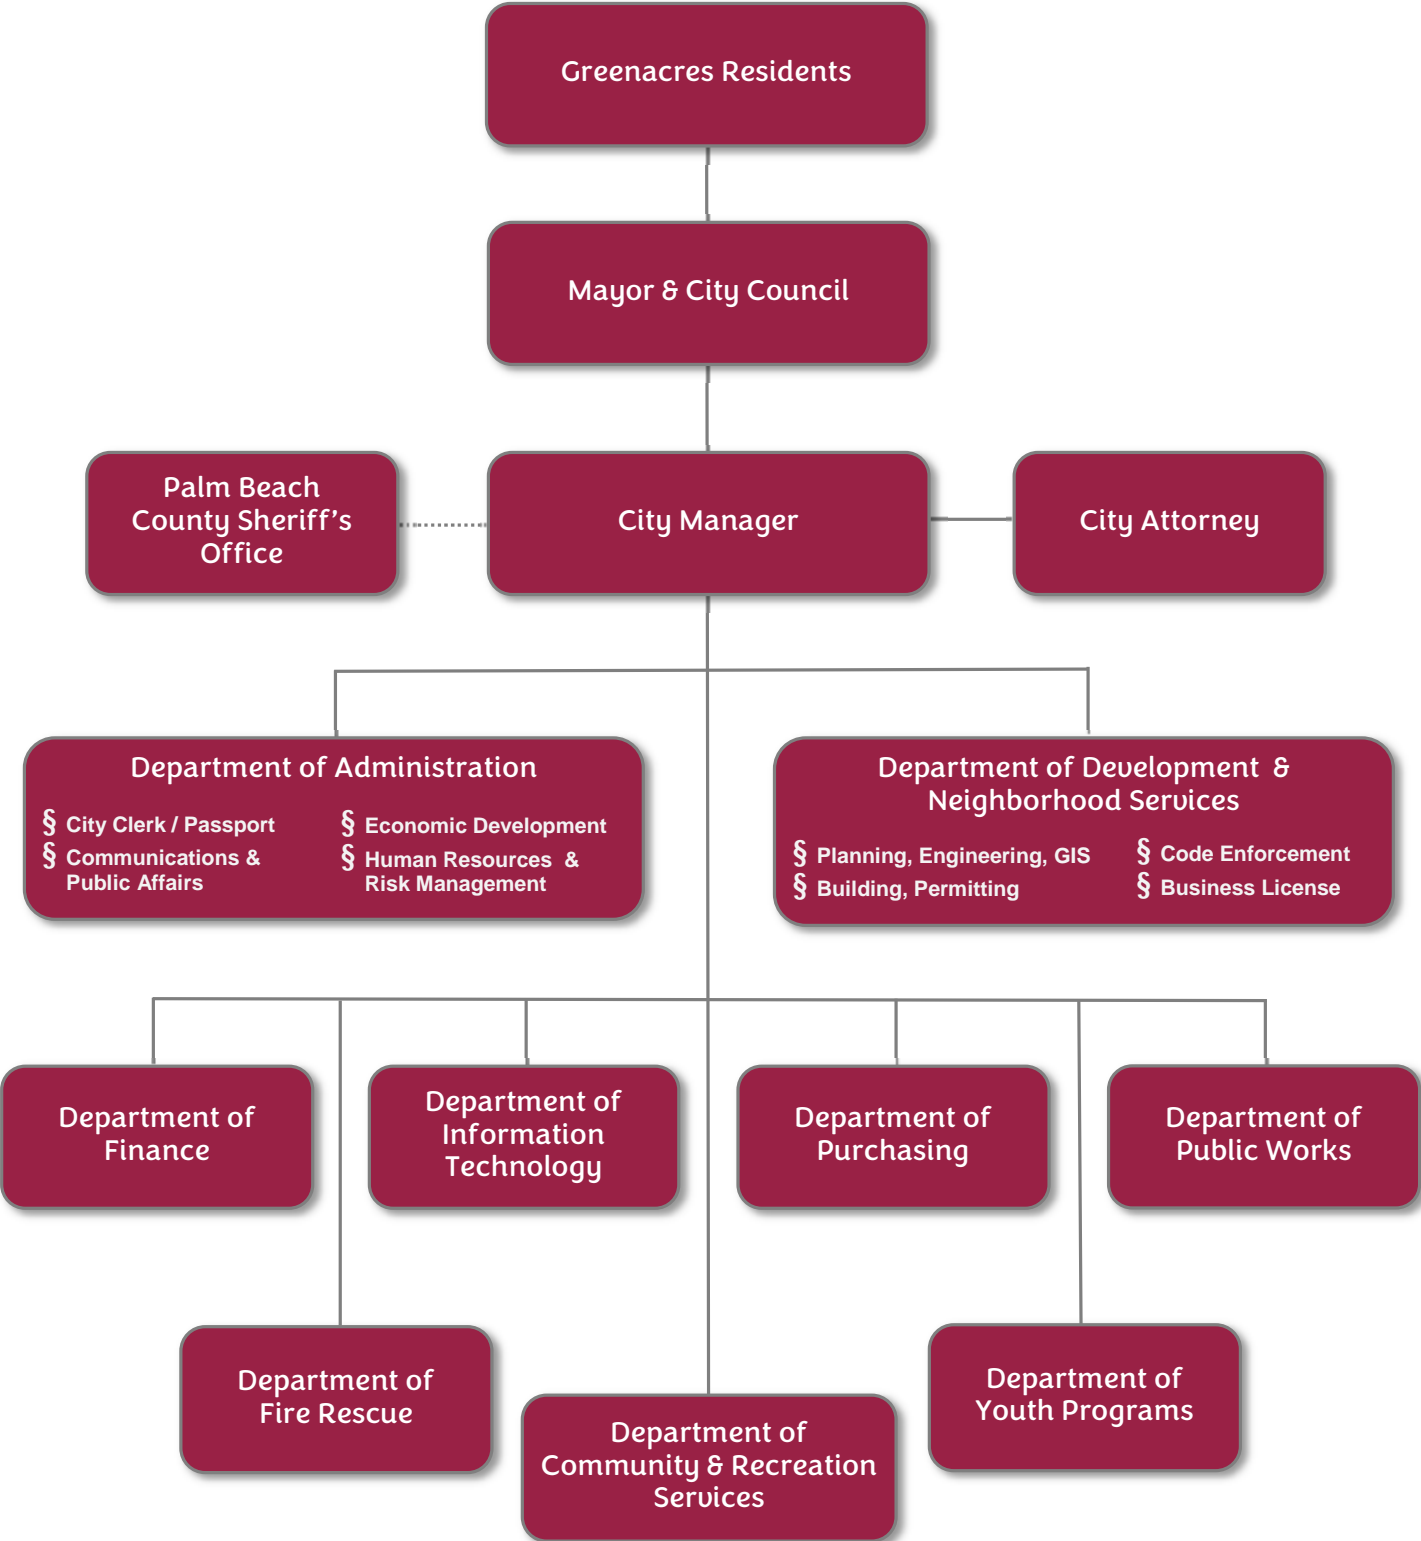 Greenacres Residents
Mayor & City Council
Palm Beach
County Sheriff's
Office
City Manager
City Attorney
Department of Administration
§ City Clerk / Passport
§ Communications &
Public Affairs
§ Economic Development
§ Human Resources &
Risk Management
Department of Development &
Neighborhood Services
§ Planning, Engineering, GIS
§ Building, Permitting
§ Code Enforcement
§ Business License
Department of
Finance
Department of
Information
Technology
Department of
Purchasing
Department of
Public Works
Department of
Fire Rescue
Department of
Community & Recreation
Services
Department of
Youth Programs